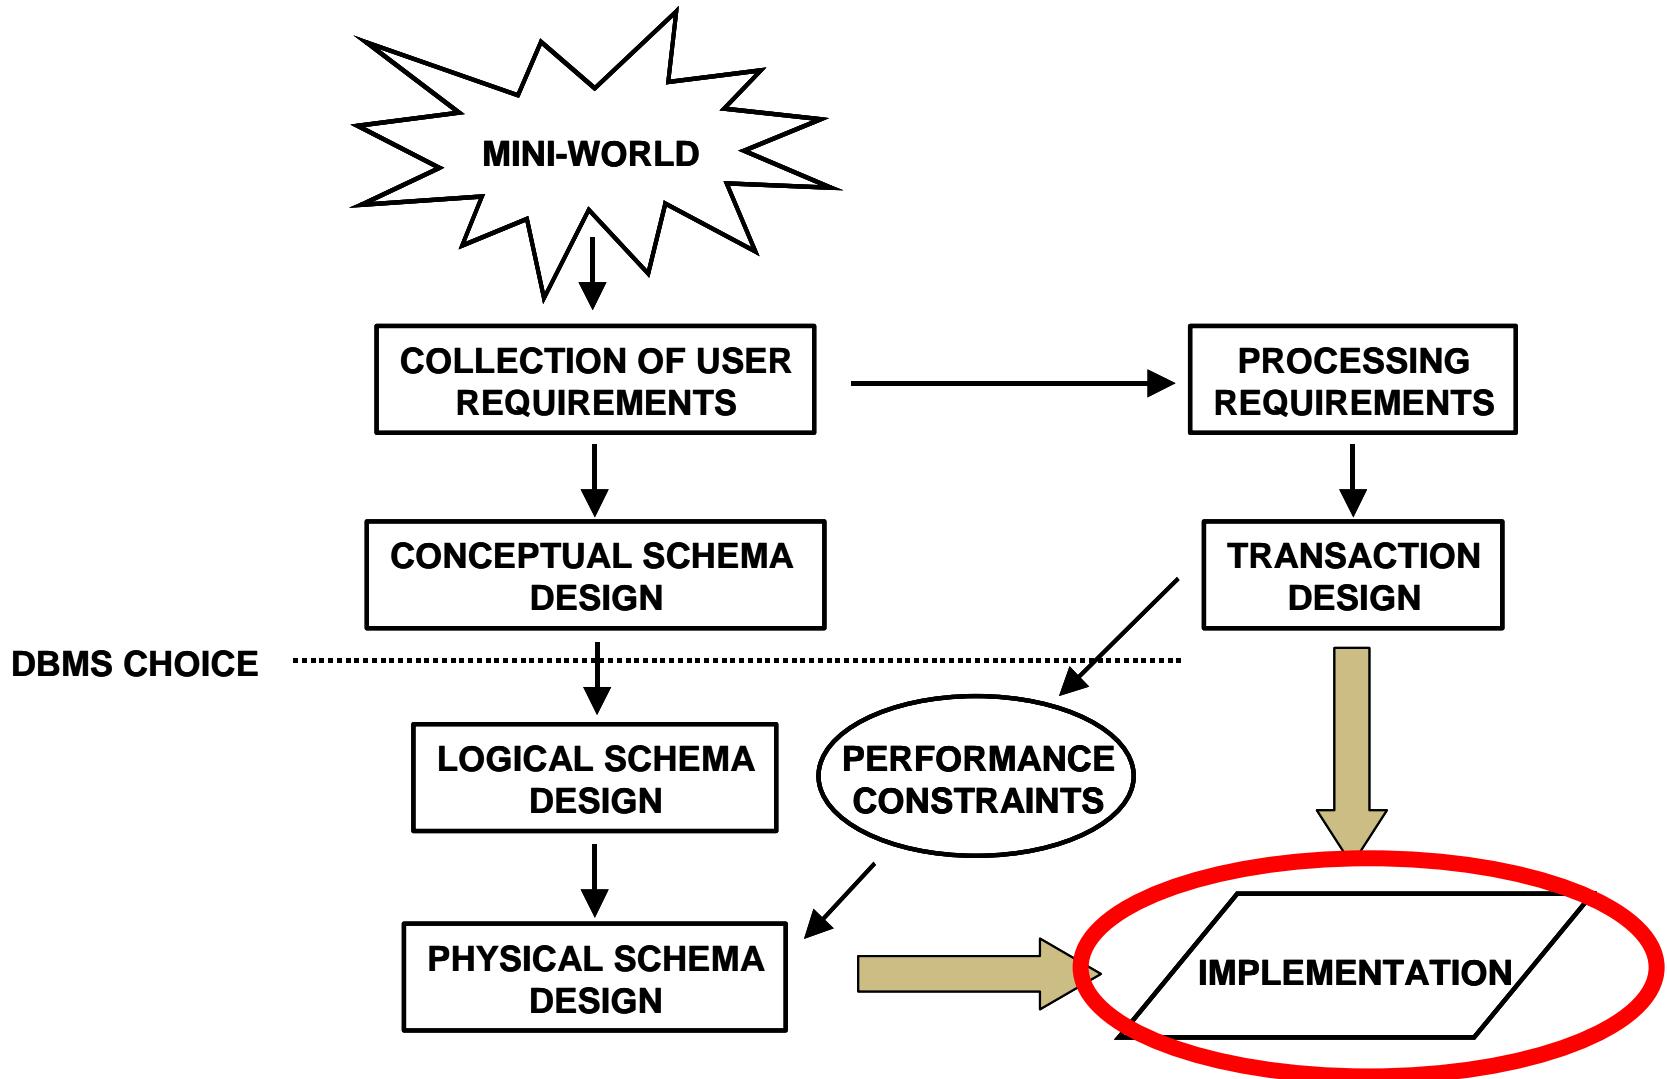 MINI-WORLD
COLLECTION OF USER
REQUIREMENTS
PROCESSING
REQUIREMENTS
CONCEPTUAL SCHEMA
DESIGN
TRANSACTION
DESIGN
DBMS CHOICE
LOGICAL SCHEMA
DESIGN
PERFORMANCE
CONSTRAINTS
PHYSICAL SCHEMA
DESIGN
IMPLEMENTATION